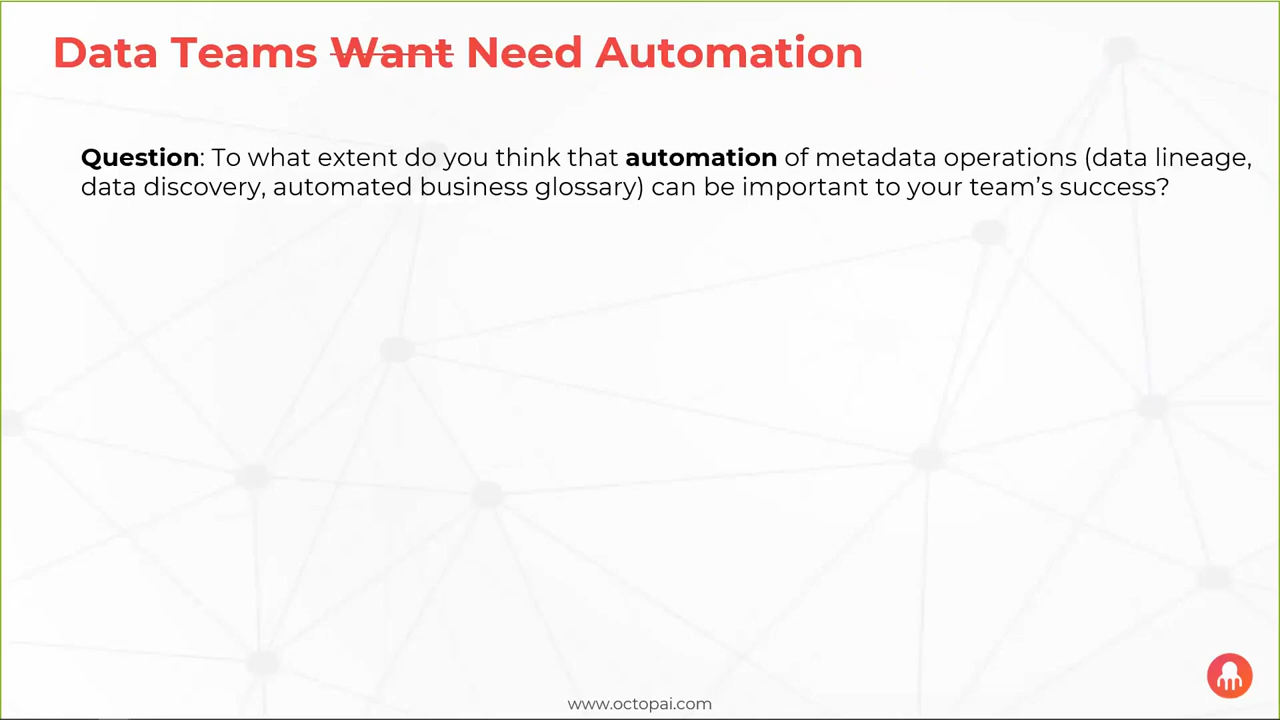 Data Teams Want Need Automation
Question: To what extent do you think that automation of metadata operations (data lineage,
data discovery, automated business glossary) can be important to your team’s success?
www.octopai.com